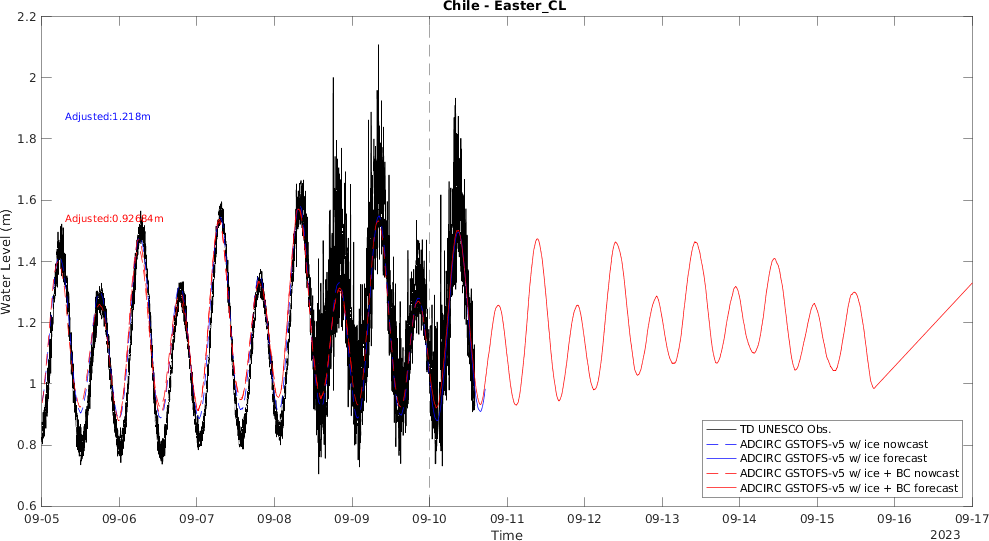 Chile - Easter_CL
2.2
2
1.8
1.6
1.4
1.2
1
0.8
0.6
Water Level (m)
Adjusted:1.218m
Adjusted:0.92684m
TD UNESCO Obs.
ADCIRC GSTOFS-v5 w/ ice nowcast
ADCIRC GSTOFS-v5 w/ ice forecast
ADCIRC GSTOFS-v5 w/ ice + BC nowcast
ADCIRC GSTOFS-v5 w/ ice + BC forecast
09-05 09-06 09-07 09-08 09-09 09-10 09-11 09-12 09-13 09-14 09-15 09-16 09-17
Time
2023